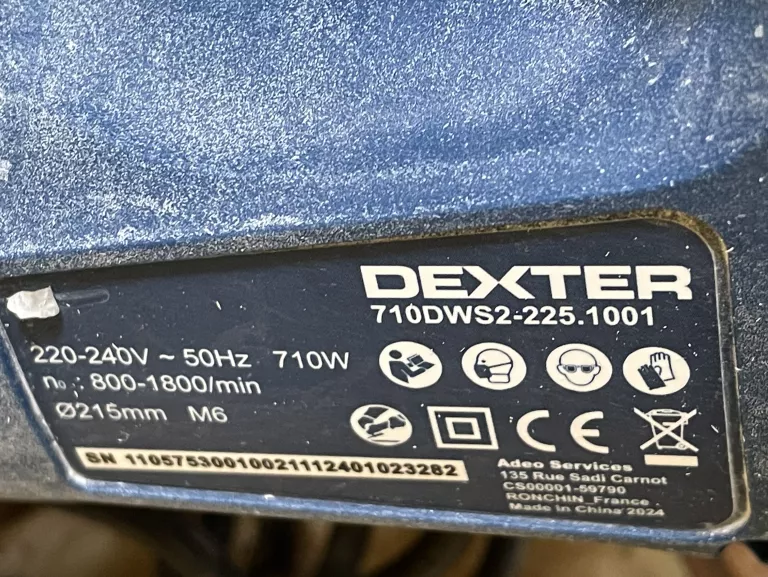 DEXTER
710DWS2-225.1001
220-240V ~ 50Hz 710W
n₀ : 800-1800/min
Ø215mm M6
CE
SN 11057530010021112401023282
Adeo Services
135 Rue Sadi Carnot
CS00001-59790
RONCHIN France
Made in China 2024